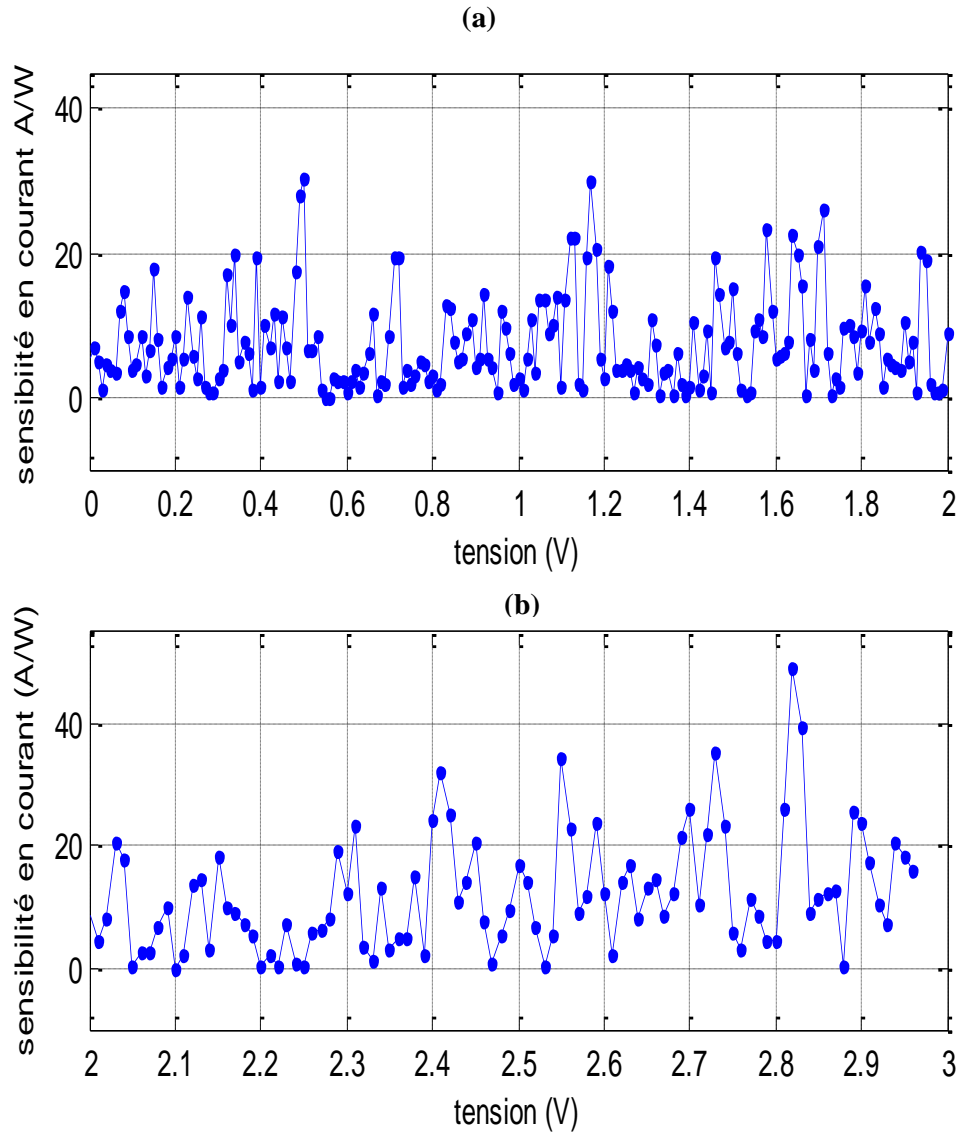 (a)
sensibilité en courant A/W
40
20
0
0 0.2 0.4 0.6 0.8 1 1.2 1.4 1.6 1.8 2
tension (V)
(b)
sensibilité en courant (A/W)
40
20
0
2 2.1 2.2 2.3 2.4 2.5 2.6 2.7 2.8 2.9 3
tension (V)